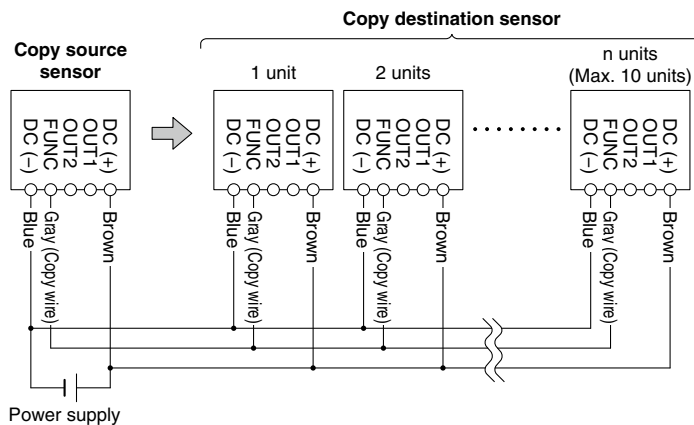 Copy destination sensor
Copy source
sensor
1 unit
2 units
n units
(Max. 10 units)
DC (−)
FUNC
OUT2
OUT1
DC (+)
DC (−)
FUNC
OUT2
OUT1
DC (+)
DC (−)
FUNC
OUT2
OUT1
DC (+)
DC (−)
FUNC
OUT2
OUT1
DC (+)
Blue
Gray (Copy wire)
Brown
Blue
Gray (Copy wire)
Brown
Blue
Gray (Copy wire)
Brown
Blue
Gray (Copy wire)
Brown
Power supply